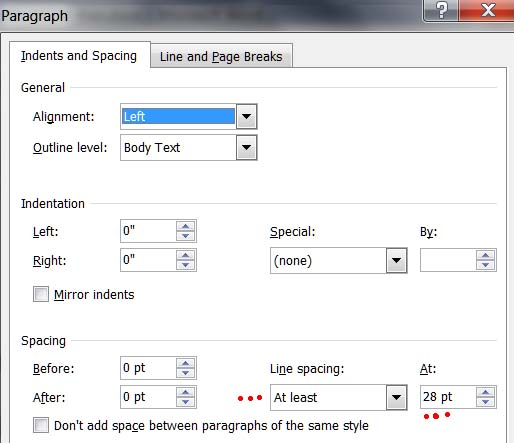 Paragraph
Indents and Spacing Line and Page Breaks
General
Alignment: Left
Outline level: Body Text
Indentation
Left: 0" Special: By:
Right: 0" (none)
Mirror indents
Spacing
Before: 0 pt Line spacing: At:
After: 0 pt At least 28 pt
Don't add space between paragraphs of the same style